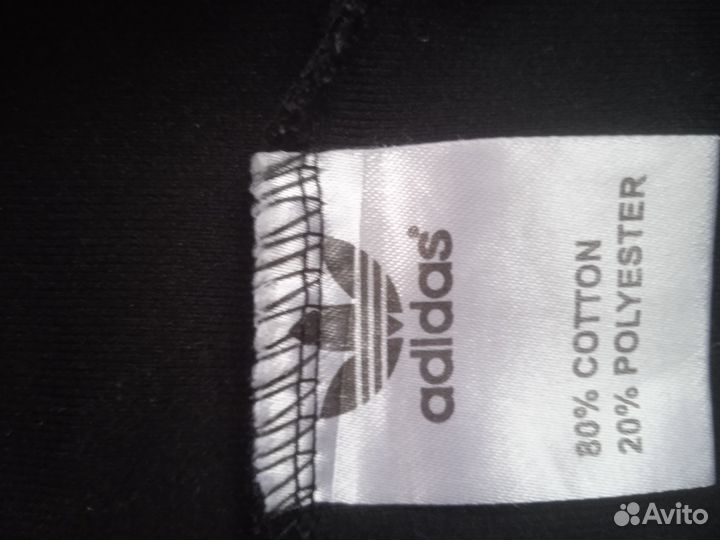 adidas®
80% COTTON
20% POLYESTER
Avito